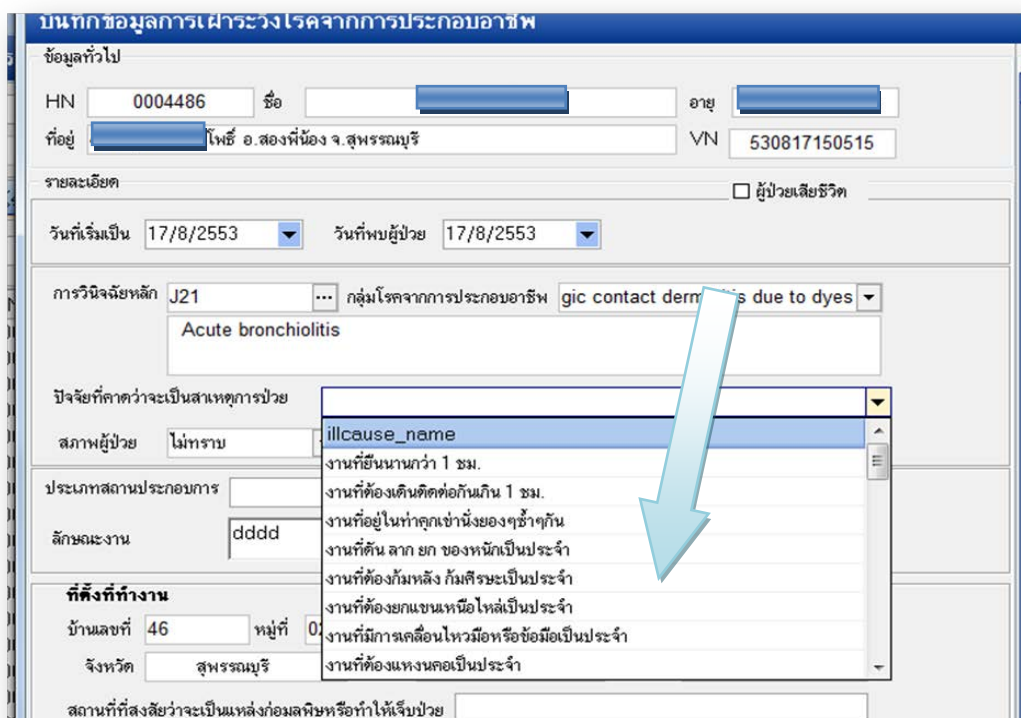 บันทึกข้อมูลการเฝ้าระวังโรคจากการประกอบอาชีพ
ข้อมูลทั่วไป
HN 0004486 ชื่อ อายุ
ที่อยู่ โพธิ์ อ.สองพี่น้อง จ.สุพรรณบุรี VN 530817150515
รายละเอียด ผู้ป่วยเสียชีวิต
วันที่เริ่มเป็น 17/8/2553 วันที่พบผู้ป่วย 17/8/2553
การวินิจฉัยหลัก J21 ... กลุ่มโรคจากการประกอบอาชีพ gic contact dermatitis due to dyes
Acute bronchiolitis
ปัจจัยที่คาดว่าจะเป็นสาเหตุการป่วย
illcause_name
สภาพผู้ป่วย ไม่ทราบ
งานที่ยืนนานกว่า 1 ชม.
งานที่ต้องเดินติดต่อกันเกิน 1 ชม.
งานที่อยู่ในท่าคุกเข่านั่งยองๆซ้ำๆกัน
งานที่ดัน ลาก ยก ของหนักเป็นประจำ
งานที่ต้องก้มหลัง ก้มศีรษะเป็นประจำ
งานที่ต้องยกแขนเหนือไหล่เป็นประจำ
งานที่มีการเคลื่อนไหวมือหรือข้อมือเป็นประจำ
งานที่ต้องแหงนคอเป็นประจำ
ประเภทสถานประกอบการ
ลักษณะงาน dddd
ที่ตั้งที่ทำงาน
บ้านเลขที่ 46 หมู่ที่ 02
จังหวัด สุพรรณบุรี
สถานที่ที่สงสัยว่าจะเป็นแหล่งก่อมลพิษหรือทำให้เจ็บป่วย